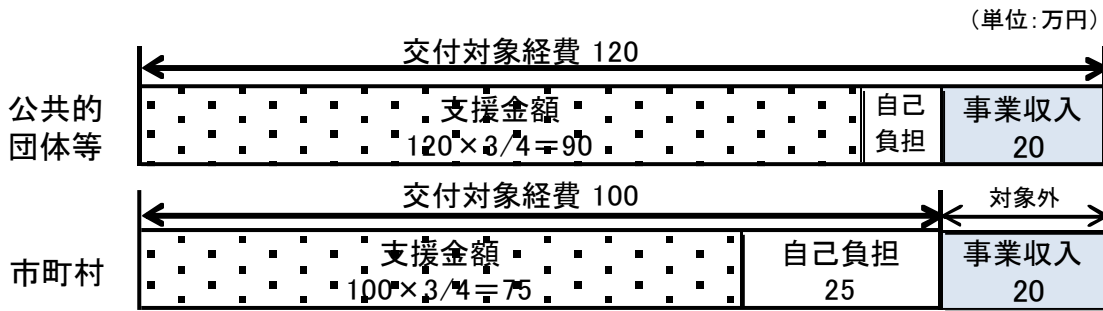 (単位:万円)
交付対象経費 120
公共的
団体等
支援金額
120×3/4=90
自己
負担
事業収入
20
交付対象経費 100
対象外
市町村
支援金額
100×3/4=75
自己負担
25
事業収入
20